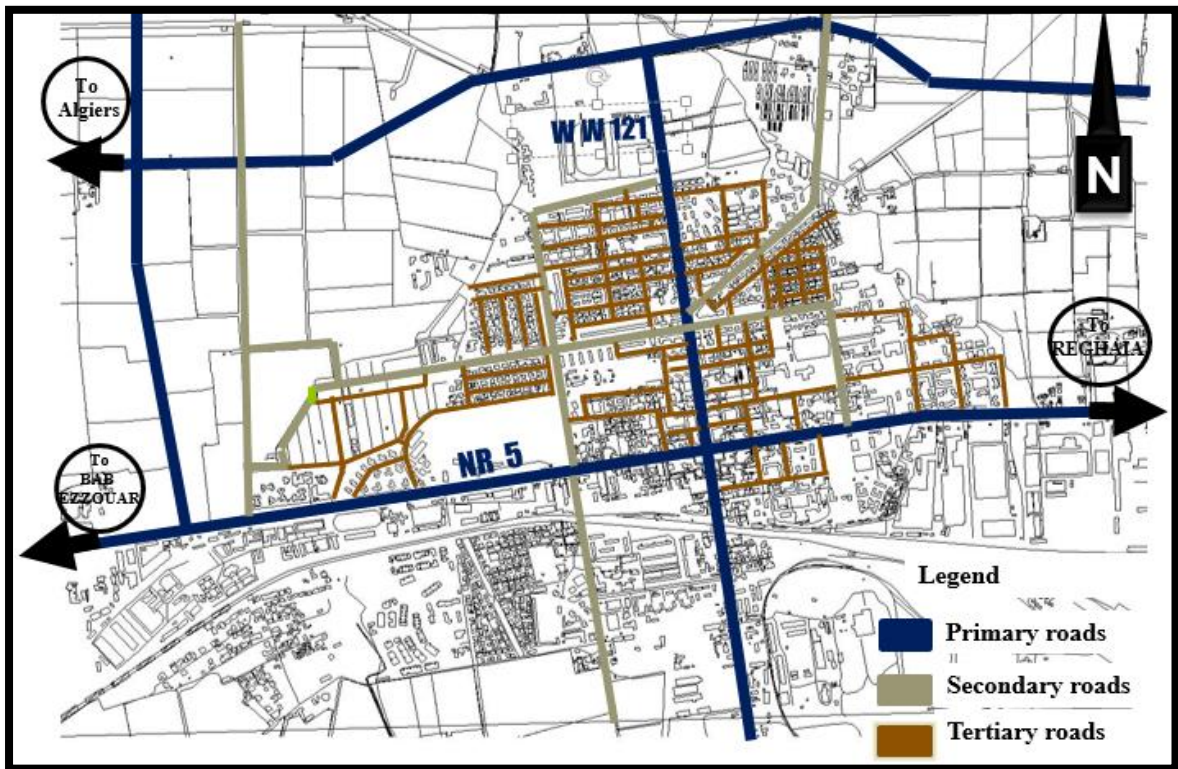 To
Algiers
W W 121
N
To
REGHAIA
To
BAB
EZZOUAR
NR 5
Legend
Primary roads
Secondary roads
Tertiary roads